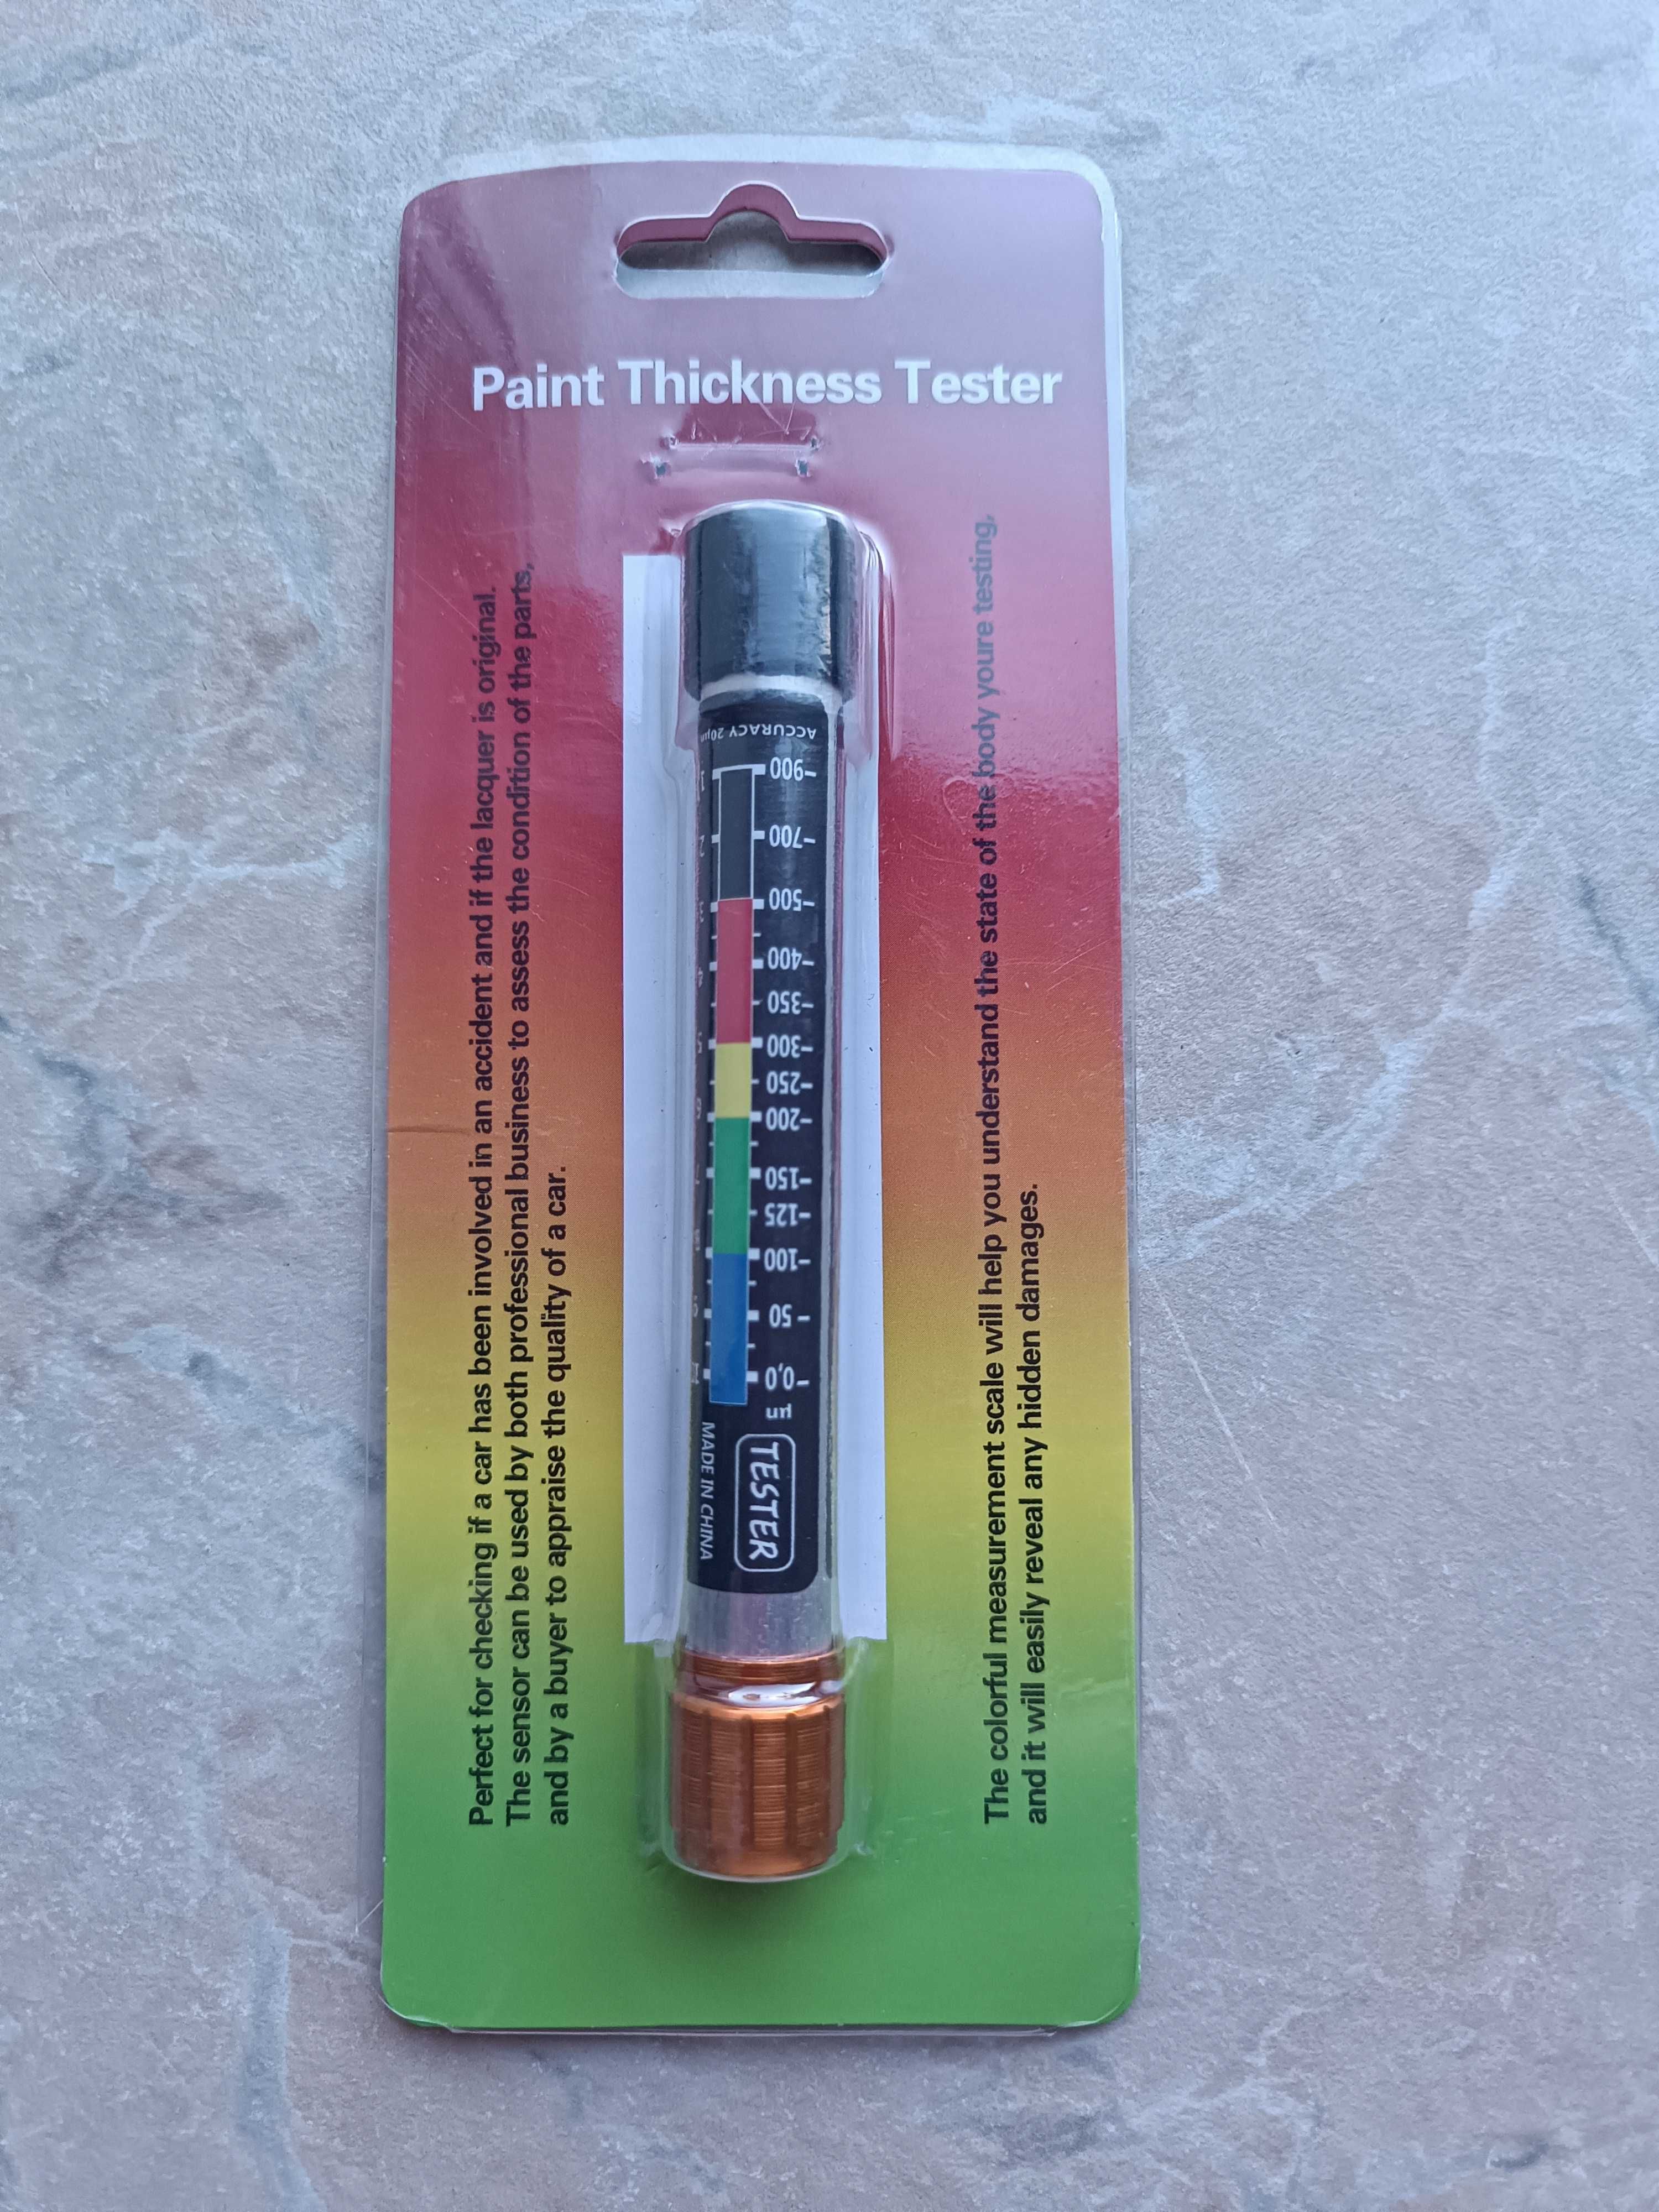 Paint Thickness Tester
Perfect for checking if a car has been involved in an accident and if the lacquer is original.
The sensor can be used by both professional business to assess the condition of the parts,
and by a buyer to appraise the quality of a car.
ACCURACY 20µm
-900
-700
-500
-400
-350
-300
-250
-200
-150
-125
-100
- 50
-0,0
µm
TESTER
MADE IN CHINA
The colorful measurement scale will help you understand the state of the body youre testing,
and it will easily reveal any hidden damages.